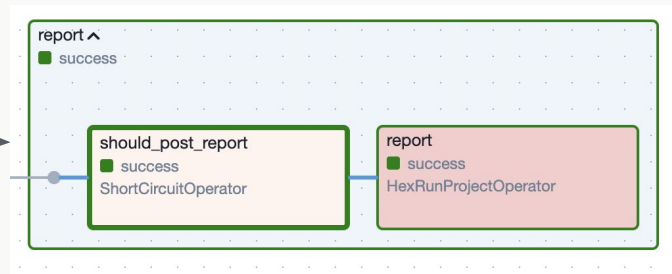 report
success
should_post_report
success
ShortCircuitOperator
report
success
HexRunProjectOperator